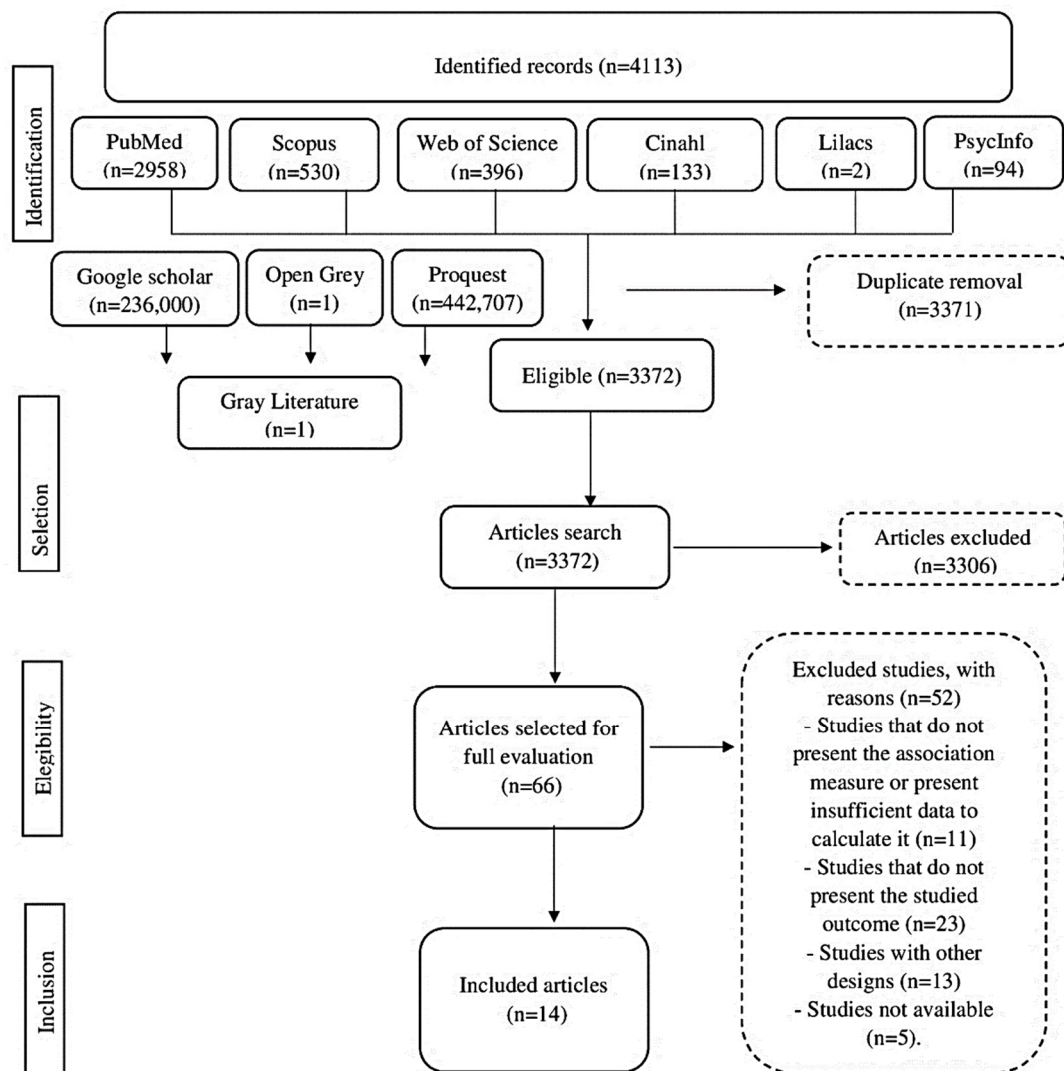 Identified records (n=4113)
Identification
PubMed
(n=2958)
Scopus
(n=530)
Web of Science
(n=396)
Cinahl
(n=133)
Lilacs
(n=2)
PsycInfo
(n=94)
Google scholar
(n=236,000)
Open Grey
(n=1)
Proquest
(n=442,707)
Duplicate removal
(n=3371)
Eligible (n=3372)
Gray Literature
(n=1)
Seletion
Articles search
(n=3372)
Articles excluded
(n=3306)
Elegibility
Articles selected for
full evaluation
(n=66)
Excluded studies, with
reasons (n=52)
- Studies that do not
present the association
measure or present
insufficient data to
calculate it (n=11)
- Studies that do not
present the studied
outcome (n=23)
- Studies with other
designs (n=13)
- Studies not available
(n=5).
Inclusion
Included articles
(n=14)